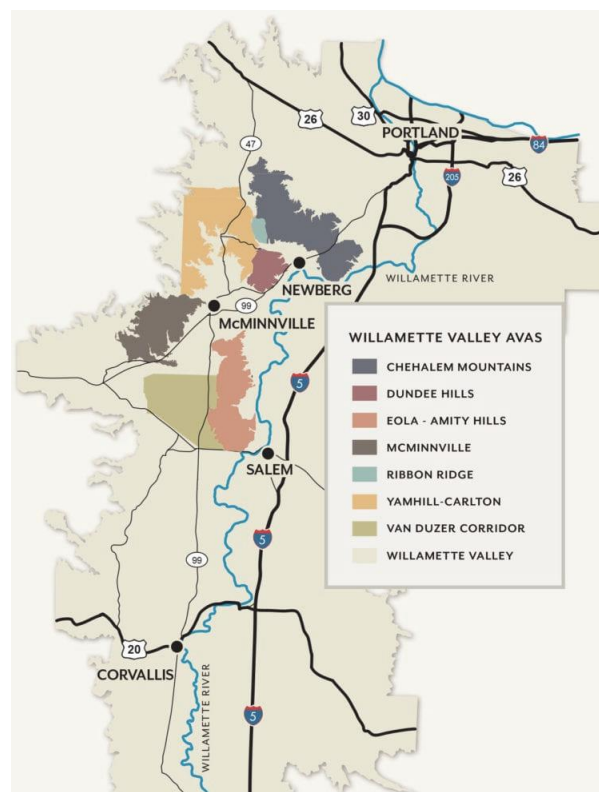 26
30
PORTLAND
84
47
205
26
WILLAMETTE RIVER
NEWBERG
99
McMINNVILLE
WILLAMETTE VALLEY AVAS
CHEHALEM MOUNTAINS
DUNDEE HILLS
EOLA - AMITY HILLS
MCMINNVILLE
RIBBON RIDGE
YAMHILL-CARLTON
VAN DUZER CORRIDOR
WILLAMETTE VALLEY
5
SALEM
5
99
20
CORVALLIS
WILLAMETTE RIVER
5